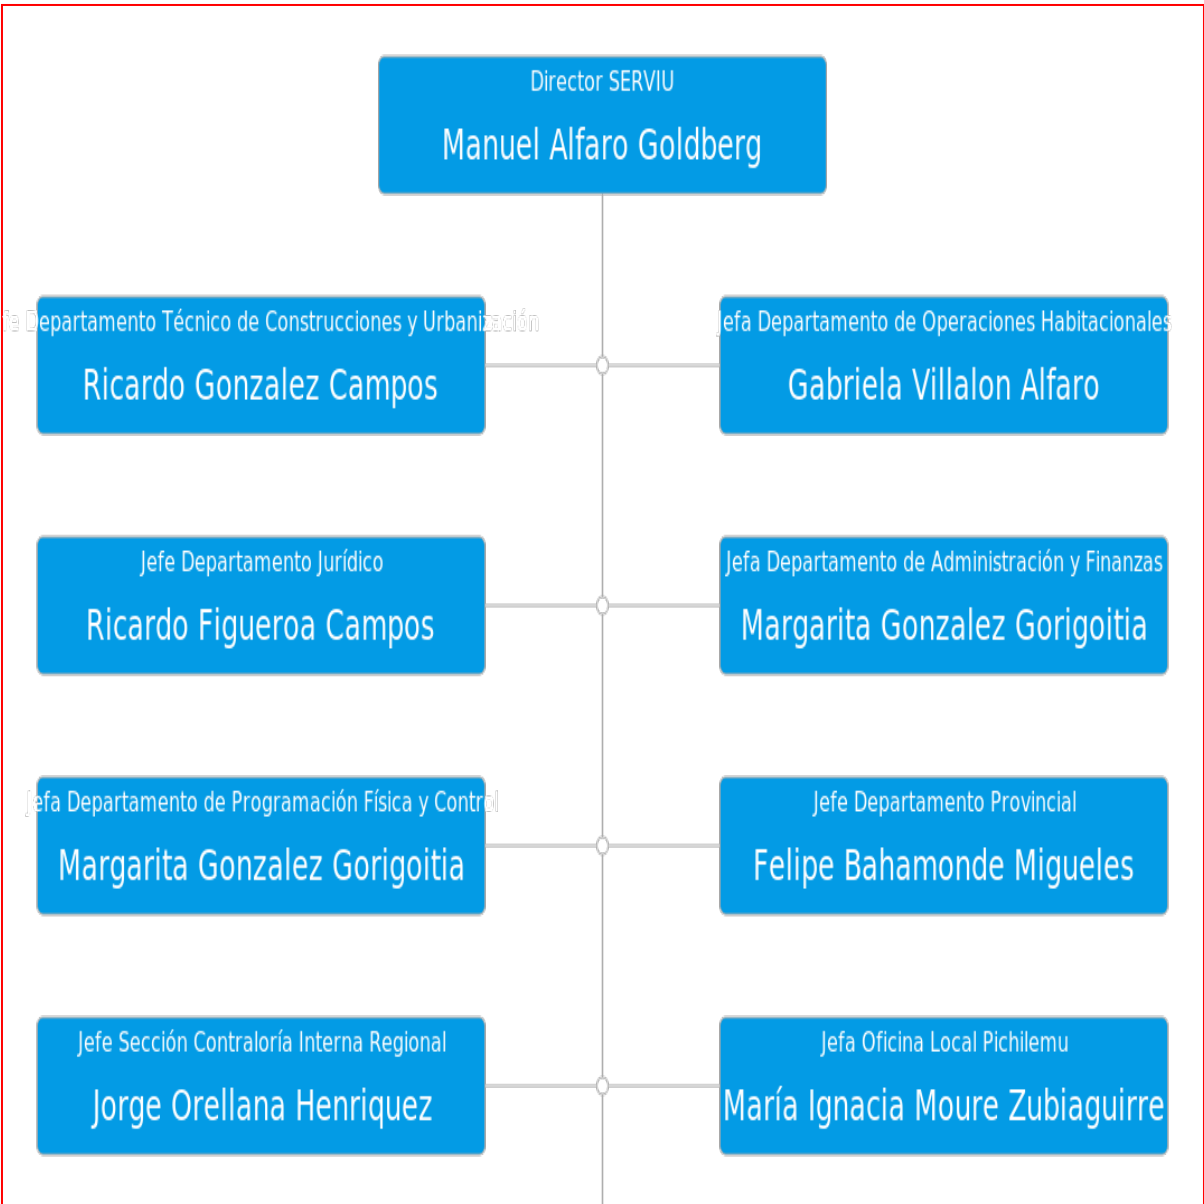 Director SERVIU
Manuel Alfaro Goldberg
Departamento Técnico de Construcciones y Urbanización
Jefa Departamento de Operaciones Habitacionales
Ricardo Gonzalez Campos
Gabriela Villalon Alfaro
Jefe Departamento Jurídico
Jefa Departamento de Administración y Finanzas
Ricardo Figueroa Campos
Margarita Gonzalez Gorigoitia
Jefa Departamento de Programación Física y Control
Jefe Departamento Provincial
Margarita Gonzalez Gorigoitia
Felipe Bahamonde Migueles
Jefe Sección Contraloría Interna Regional
Jefa Oficina Local Pichilemu
Jorge Orellana Henriquez
María Ignacia Moure Zubiaguirre